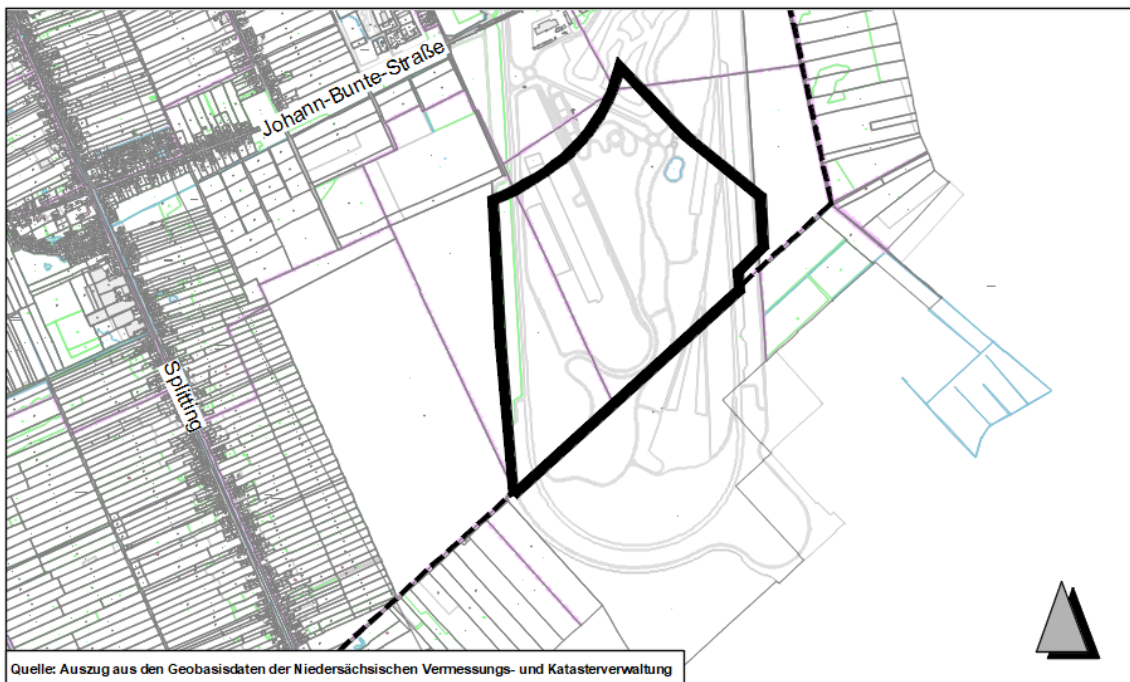 Johann-Bunte-Straße
Splitting
Quelle: Auszug aus den Geobasisdaten der Niedersächsischen Vermessungs- und Katasterverwaltung